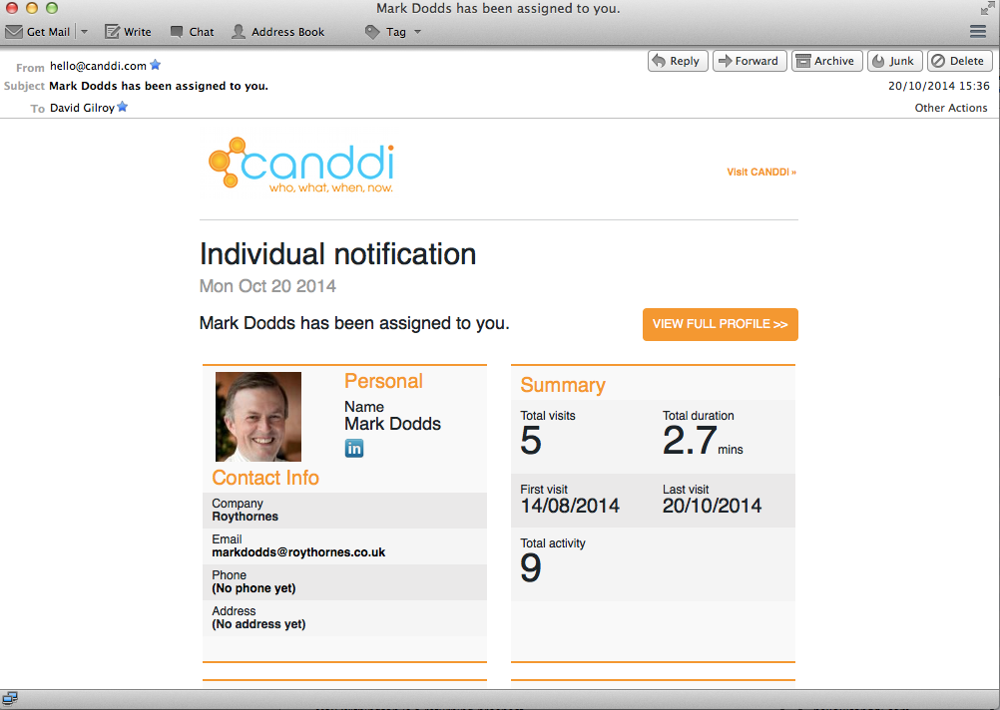 Mark Dodds has been assigned to you.
Get Mail Write Chat Address Book Tag
From hello@canddi.com Reply Forward Archive Junk Delete
Subject Mark Dodds has been assigned to you. 20/10/2014 15:36
To David Gilroy Other Actions
canddi
who, what, when, now.
Visit CANDDI »
Individual notification
Mon Oct 20 2014
Mark Dodds has been assigned to you.
VIEW FULL PROFILE >>
Personal
Name
Mark Dodds
in
Contact Info
Company
Roythornes
Email
markdodds@roythornes.co.uk
Phone
(No phone yet)
Address
(No address yet)
Summary
Total visits Total duration
5 2.7 mins
First visit Last visit
14/08/2014 20/10/2014
Total activity
9